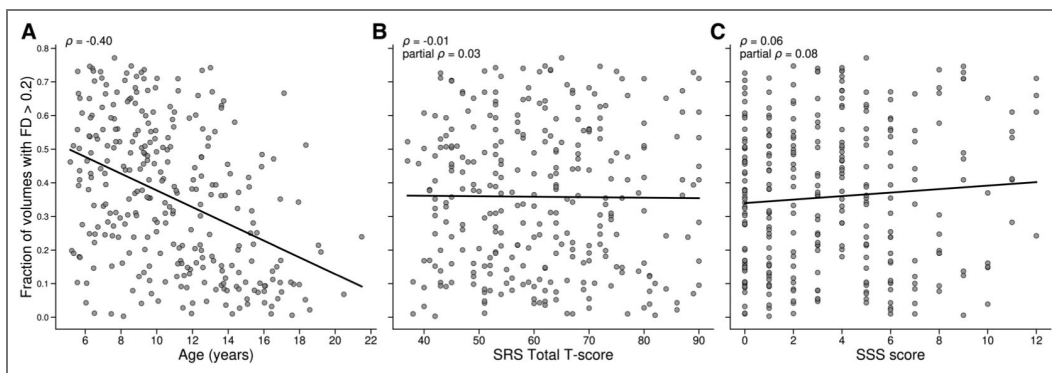 A
ρ = -0.40
Fraction of volumes with FD > 0.2)
0.8
0.7
0.6
0.5
0.4
0.3
0.2
0.1
0.0
6 8 10 12 14 16 18 20 22
Age (years)
B
ρ = -0.01
partial ρ = 0.03
40 50 60 70 80 90
SRS Total T-score
C
ρ = 0.06
partial ρ = 0.08
0 2 4 6 8 10 12
SSS score